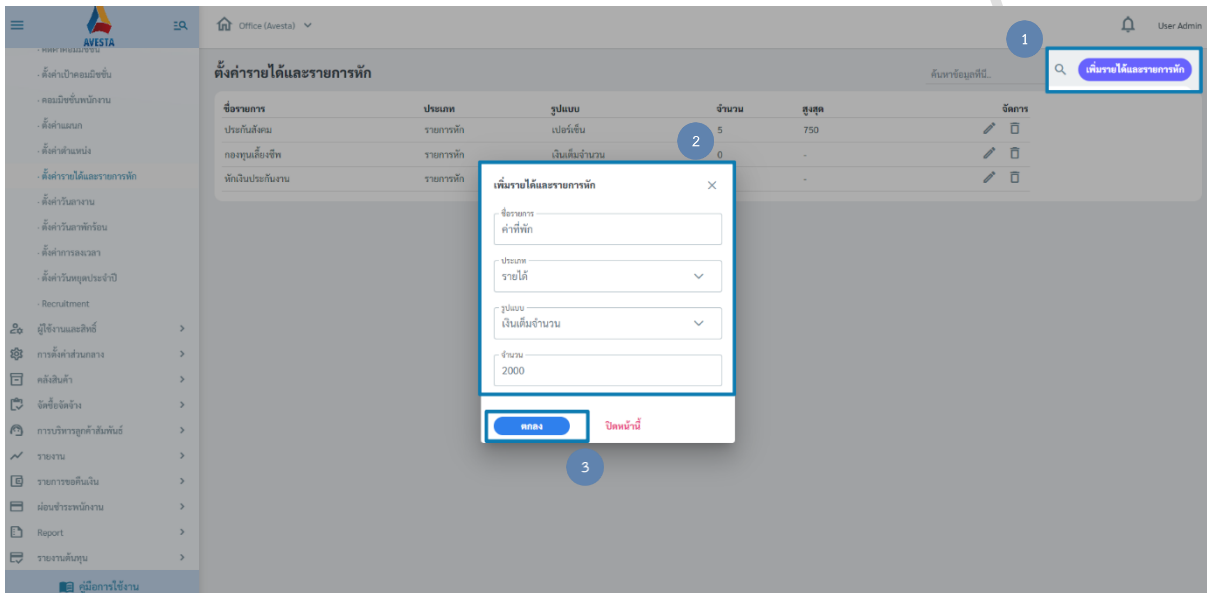 AVESTA
Office (Avesta)
User Admin
1
- ตั้งค่าเป้าคอมมิชชั่น
- คอมมิชชั่นพนักงาน
- ตั้งค่าแผนก
- ตั้งค่าตำแหน่ง
- ตั้งค่ารายได้และรายการหัก
- ตั้งค่าวันลางาน
- ตั้งค่าวันลาพักร้อน
- ตั้งค่าการลงเวลา
- ตั้งค่าวันหยุดประจำปี
- Recruitment
ผู้ใช้งานและสิทธิ์
การตั้งค่าส่วนกลาง
คลังสินค้า
จัดซื้อจัดจ้าง
การบริหารลูกค้าสัมพันธ์
รายงาน
รายการขอคืนเงิน
ผ่อนชำระพนักงาน
Report
รายงานต้นทุน
คู่มือการใช้งาน
ตั้งค่ารายได้และรายการหัก
ค้นหาข้อมูลที่นี่..
เพิ่มรายได้และรายการหัก
ชื่อรายการ ประเภท รูปแบบ จำนวน สูงสุด จัดการ
ประกันสังคม รายการหัก เปอร์เซ็น 5 750
กองทุนเลี้ยงชีพ รายการหัก เงินเต็มจำนวน 0 -
หักเงินประกันงาน รายการหัก -
2
เพิ่มรายได้และรายการหัก
ชื่อรายการ
ค่าที่พัก
ประเภท
รายได้
รูปแบบ
เงินเต็มจำนวน
จำนวน
2000
ตกลง ปิดหน้านี้
3